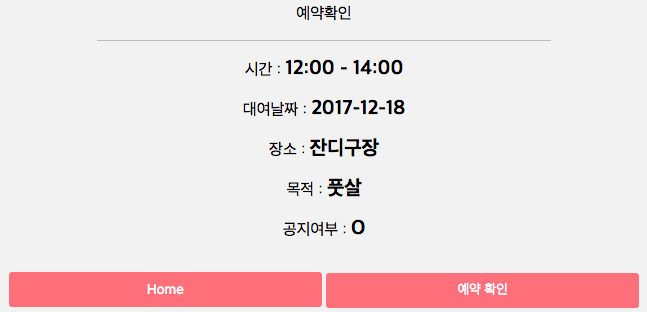 예약확인
시간 : 12:00 - 14:00
대여날짜 : 2017-12-18
장소 : 잔디구장
목적 : 풋살
공지여부 : O
Home
예약 확인